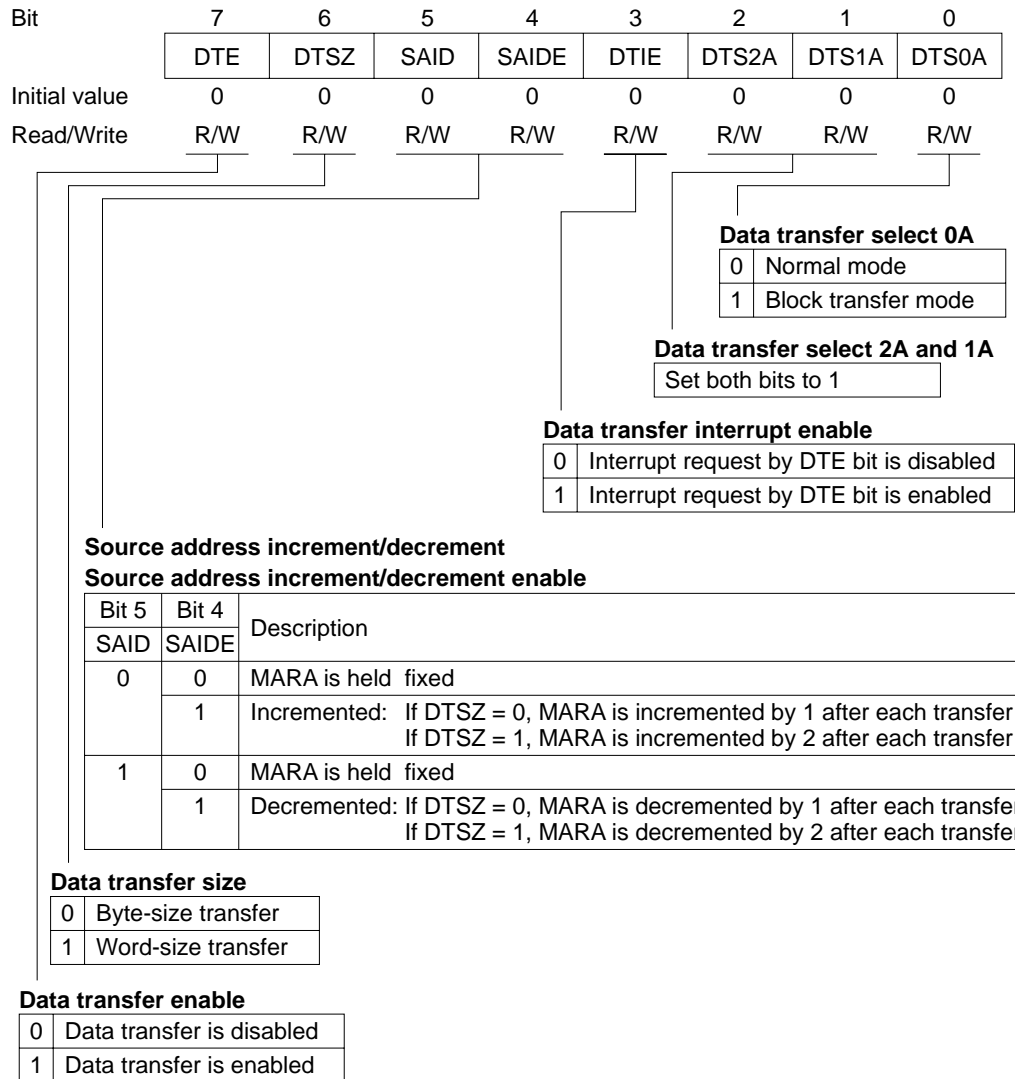 Bit 7 6 5 4 3 2 1 0
DTE DTSZ SAID SAIDE DTIE DTS2A DTS1A DTS0A
Initial value 0 0 0 0 0 0 0 0
Read/Write R/W R/W R/W R/W R/W R/W R/W R/W
Data transfer select 0A
0 Normal mode
1 Block transfer mode
Data transfer select 2A and 1A
Set both bits to 1
Data transfer interrupt enable
0 Interrupt request by DTE bit is disabled
1 Interrupt request by DTE bit is enabled
Source address increment/decrement
Source address increment/decrement enable
Bit 5 Bit 4 Description
SAID SAIDE
0 0 MARA is held fixed
1 Incremented: If DTSZ = 0, MARA is incremented by 1 after each transfer
If DTSZ = 1, MARA is incremented by 2 after each transfer
1 0 MARA is held fixed
1 Decremented: If DTSZ = 0, MARA is decremented by 1 after each transfer
If DTSZ = 1, MARA is decremented by 2 after each transfer
Data transfer size
0 Byte-size transfer
1 Word-size transfer
Data transfer enable
0 Data transfer is disabled
1 Data transfer is enabled